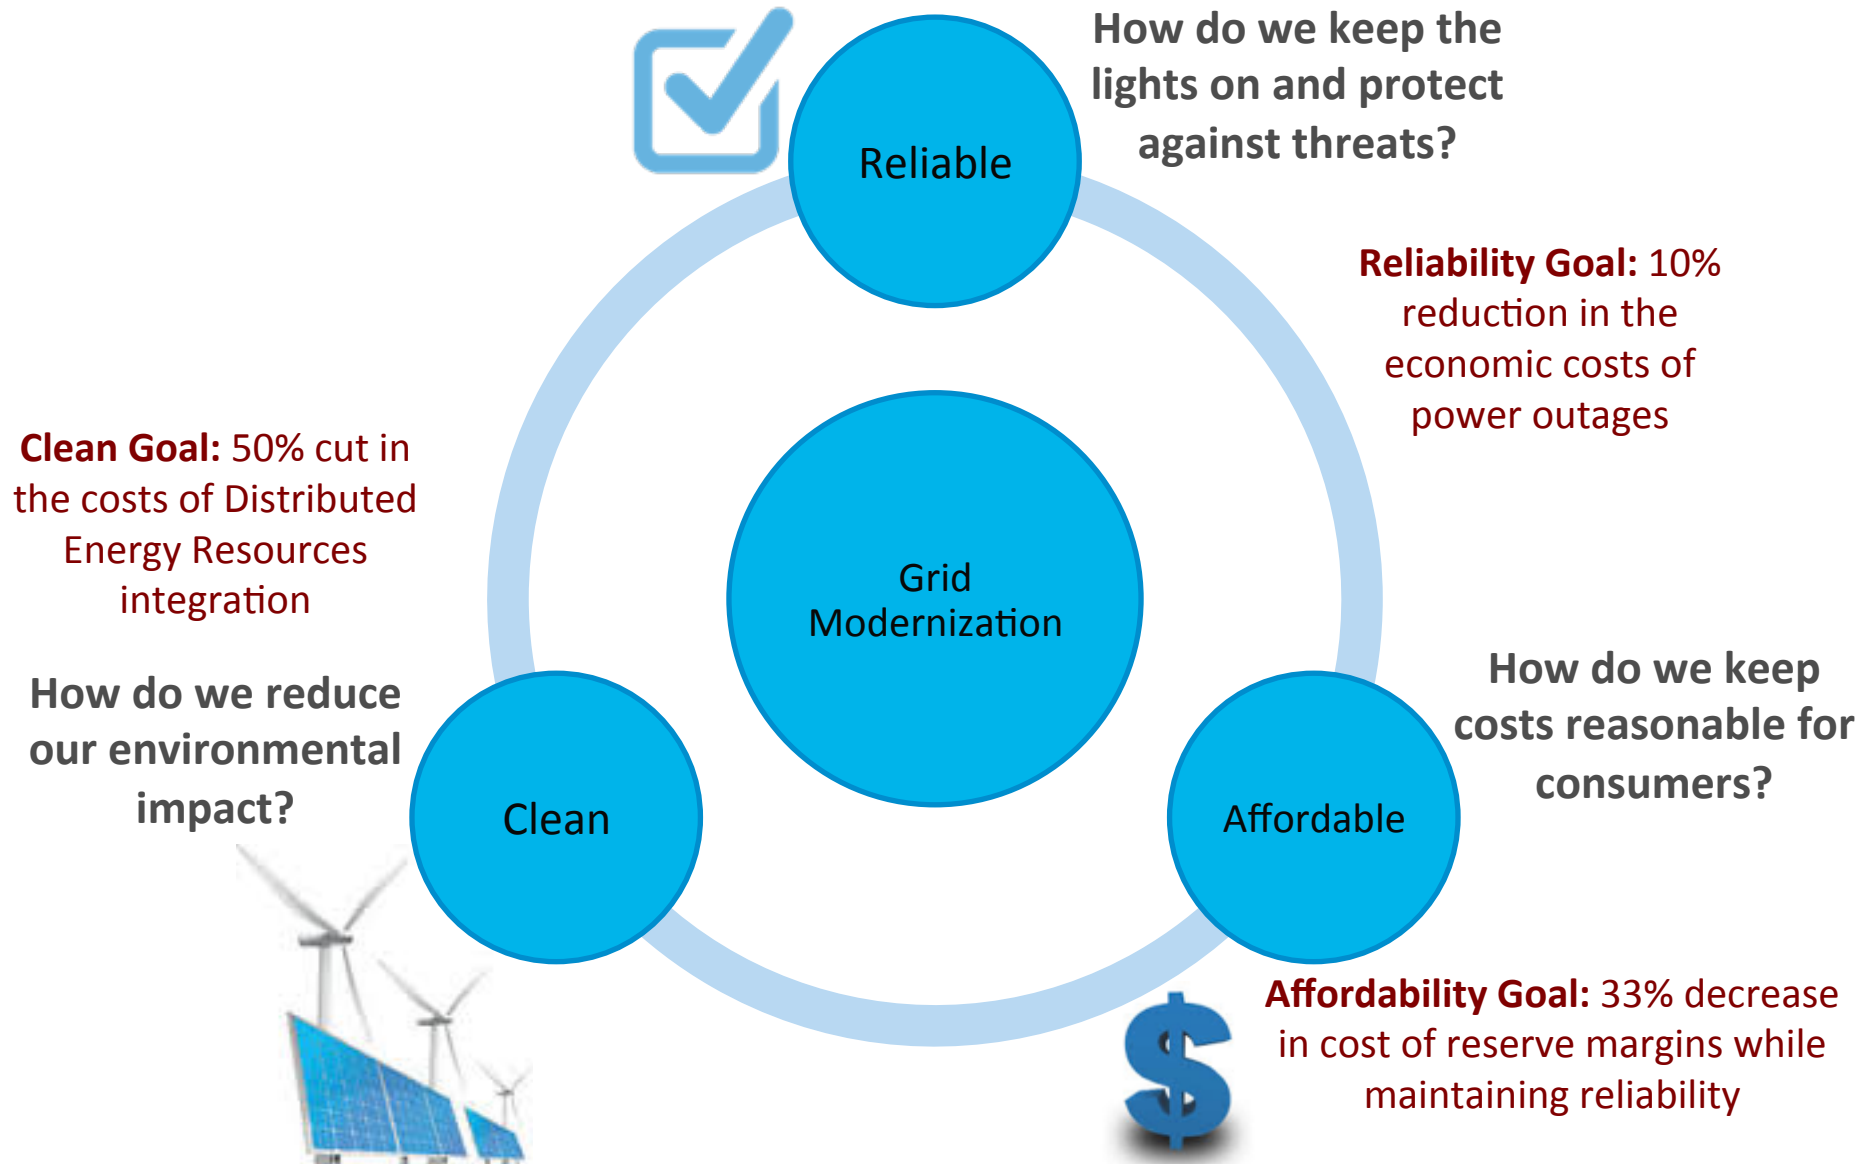 How do we keep the
lights on and protect
against threats?
Reliable
Reliability Goal: 10%
reduction in the
economic costs of
power outages
Clean Goal: 50% cut in
the costs of Distributed
Energy Resources
integration
Grid
Modernization
How do we reduce
our environmental
impact?
Clean
How do we keep
costs reasonable for
consumers?
Affordable
Affordability Goal: 33% decrease
in cost of reserve margins while
maintaining reliability
$